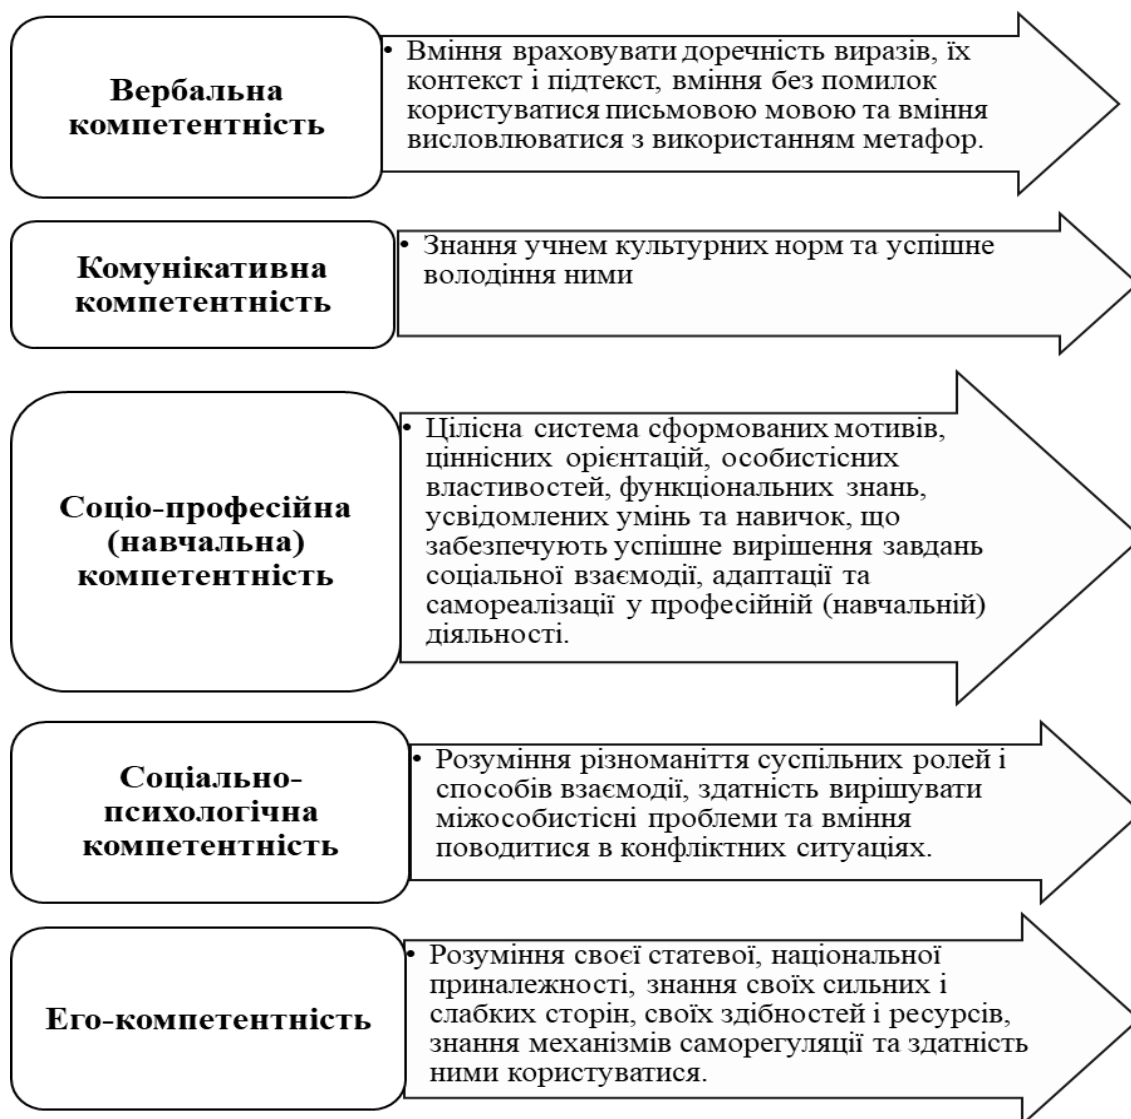 Вербальна
компетентність
• Вміння враховувати доречність виразів, їх
контекст і підтекст, вміння без помилок
користуватися письмовою мовою та вміння
висловлюватися з використанням метафор.
Комунікативна
компетентність
• Знання учнем культурних норм та успішне
володіння ними
Соціо-професійна
(навчальна)
компетентність
• Цілісна система сформованих мотивів,
ціннісних орієнтацій, особистісних
властивостей, функціональних знань,
усвідомлених умінь та навичок, що
забезпечують успішне вирішення завдань
соціальної взаємодії, адаптації та
самореалізації у професійній (навчальній)
діяльності.
Соціально-
психологічна
компетентність
• Розуміння різноманіття суспільних ролей і
способів взаємодії, здатність вирішувати
міжособистісні проблеми та вміння
поводитися в конфліктних ситуаціях.
Его-компетентність
• Розуміння своєї статевої, національної
приналежності, знання своїх сильних і
слабких сторін, своїх здібностей і ресурсів,
знання механізмів саморегуляції та здатність
ними користуватися.